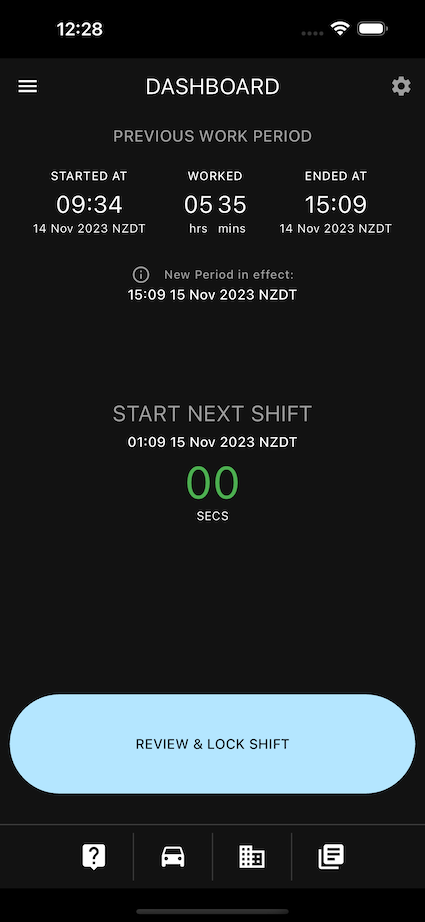 12:28
DASHBOARD
PREVIOUS WORK PERIOD
STARTED AT WORKED ENDED AT
09:34 05 35 15:09
14 Nov 2023 NZDT hrs mins 14 Nov 2023 NZDT
New Period in effect:
15:09 15 Nov 2023 NZDT
START NEXT SHIFT
01:09 15 Nov 2023 NZDT
00
SECS
REVIEW & LOCK SHIFT